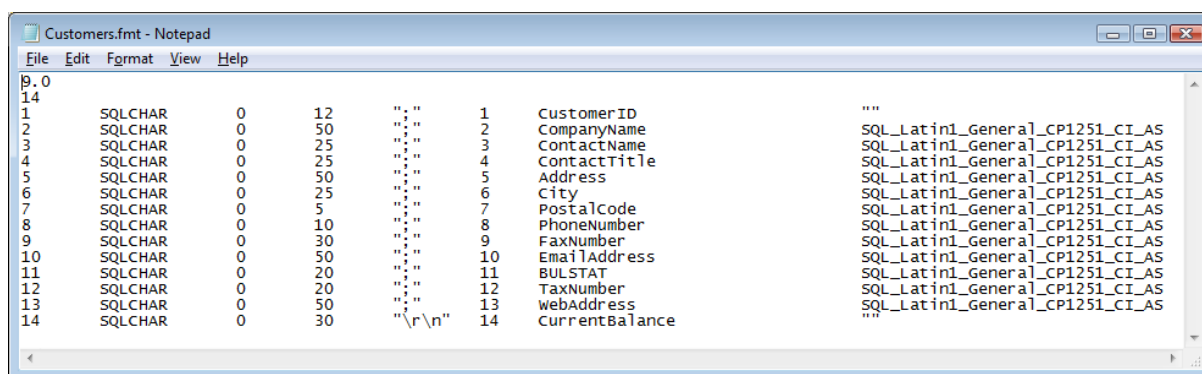 Customers.fmt - Notepad
File Edit Format View Help
9.0
14
1 SQLCHAR 0 12 ";" 1 CustomerID ""
2 SQLCHAR 0 50 ";" 2 CompanyName SQL_Latin1_General_CP1251_CI_AS
3 SQLCHAR 0 25 ";" 3 ContactName SQL_Latin1_General_CP1251_CI_AS
4 SQLCHAR 0 25 ";" 4 ContactTitle SQL_Latin1_General_CP1251_CI_AS
5 SQLCHAR 0 50 ";" 5 Address SQL_Latin1_General_CP1251_CI_AS
6 SQLCHAR 0 25 ";" 6 City SQL_Latin1_General_CP1251_CI_AS
7 SQLCHAR 0 5 ";" 7 PostalCode SQL_Latin1_General_CP1251_CI_AS
8 SQLCHAR 0 10 ";" 8 PhoneNumber SQL_Latin1_General_CP1251_CI_AS
9 SQLCHAR 0 30 ";" 9 FaxNumber SQL_Latin1_General_CP1251_CI_AS
10 SQLCHAR 0 50 ";" 10 EmailAddress SQL_Latin1_General_CP1251_CI_AS
11 SQLCHAR 0 20 ";" 11 BULSTAT SQL_Latin1_General_CP1251_CI_AS
12 SQLCHAR 0 20 ";" 12 TaxNumber SQL_Latin1_General_CP1251_CI_AS
13 SQLCHAR 0 50 ";" 13 WebAddress SQL_Latin1_General_CP1251_CI_AS
14 SQLCHAR 0 30 "\r\n" 14 CurrentBalance ""